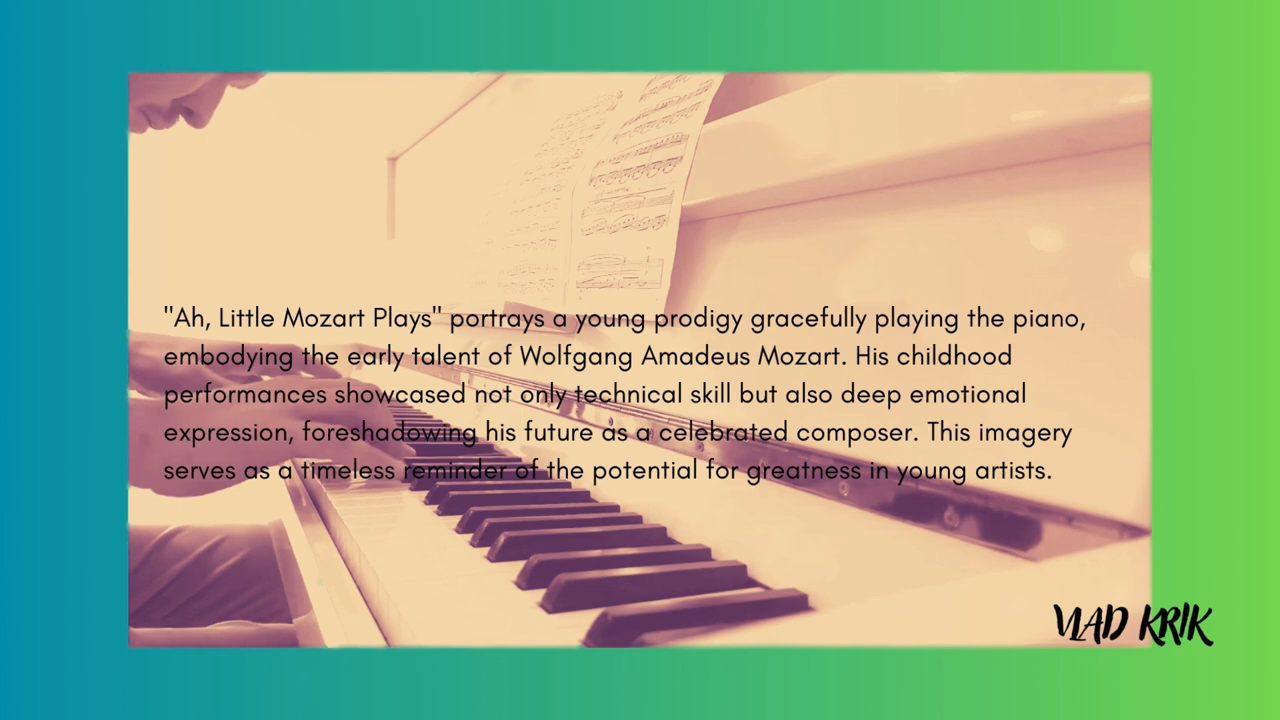 "Ah, Little Mozart Plays" portrays a young prodigy gracefully playing the piano,
embodying the early talent of Wolfgang Amadeus Mozart. His childhood
performances showcased not only technical skill but also deep emotional
expression, foreshadowing his future as a celebrated composer. This imagery
serves as a timeless reminder of the potential for greatness in young artists.
VLAD KRIK